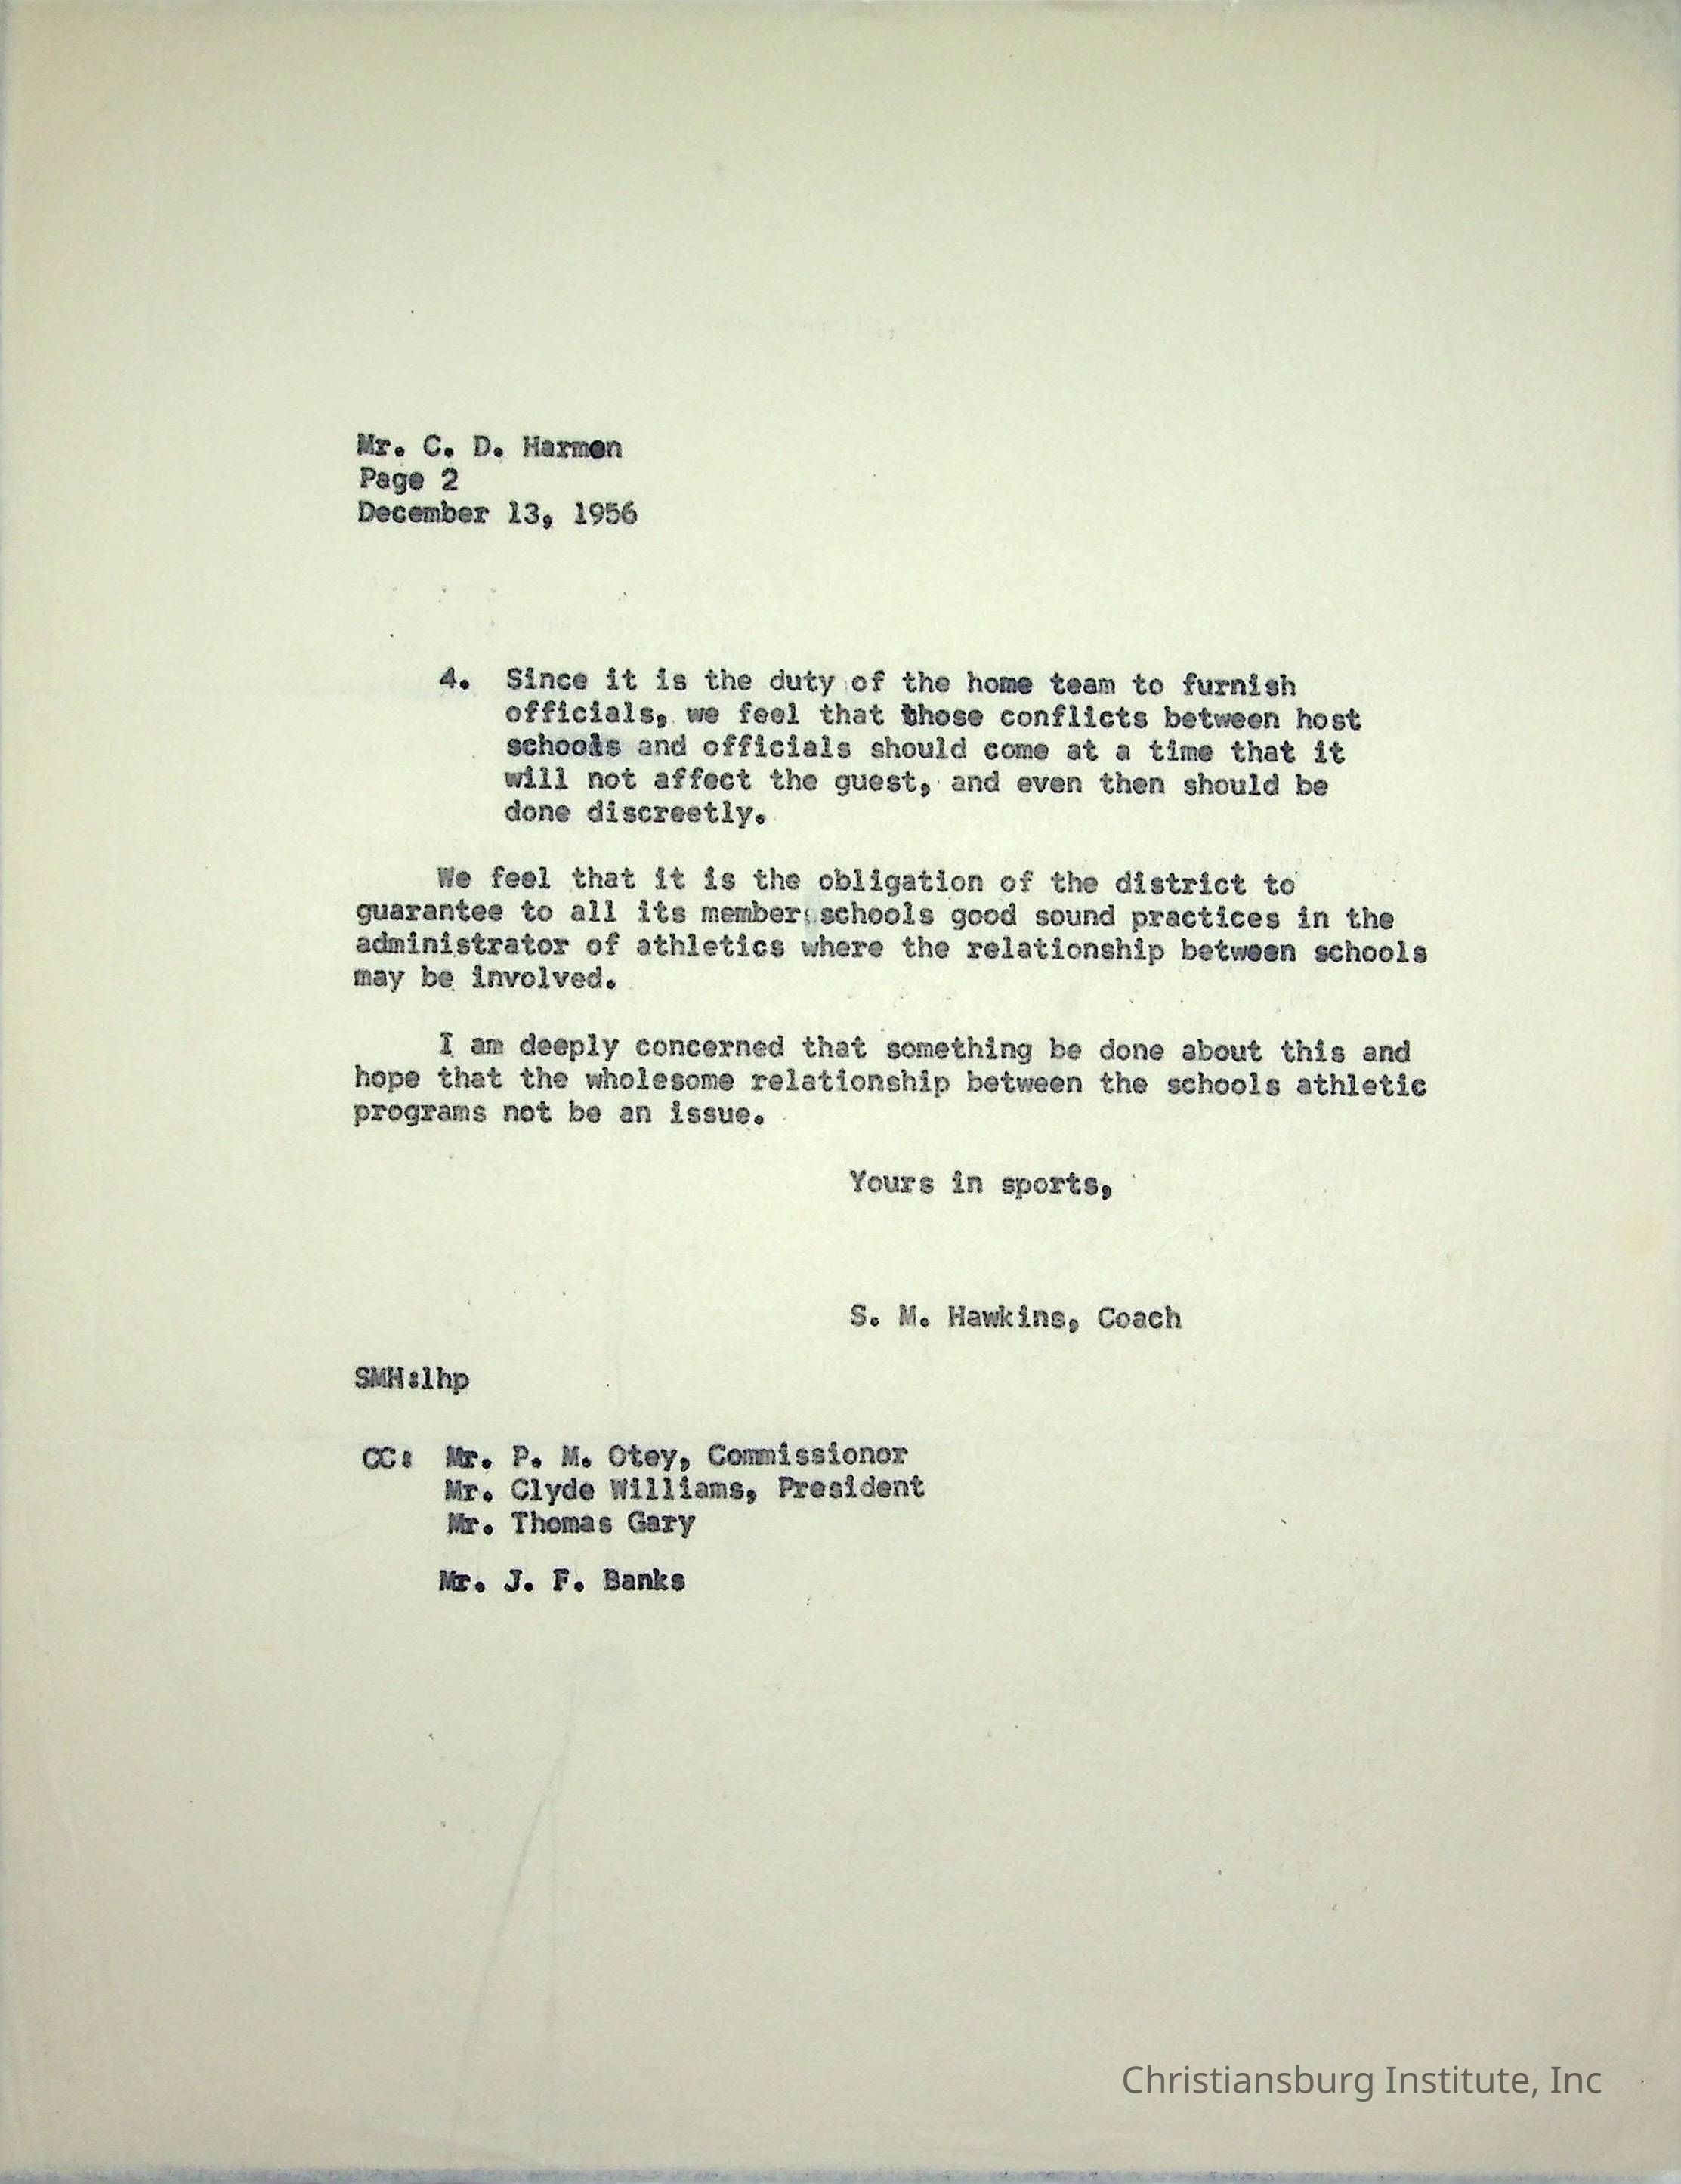 Mr. C. D. Harmon
Page 2
December 13, 1956
4. Since it is the duty of the home team to furnish
officials, we feel that those conflicts between host
schools and officials should come at a time that it
will not affect the guest, and even then should be
done discreetly.
We feel that it is the obligation of the district to
guarantee to all its member schools good sound practices in the
administrator of athletics where the relationship between schools
may be involved.
I am deeply concerned that something be done about this and
hope that the wholesome relationship between the schools athletic
programs not be an issue.
Yours in sports,
S. M. Hawkins, Coach
SMH:lhp
CC: Mr. P. M. Otey, Commissionor
Mr. Clyde Williams, President
Mr. Thomas Gary
Mr. J. F. Banks
Christiansburg Institute, Inc